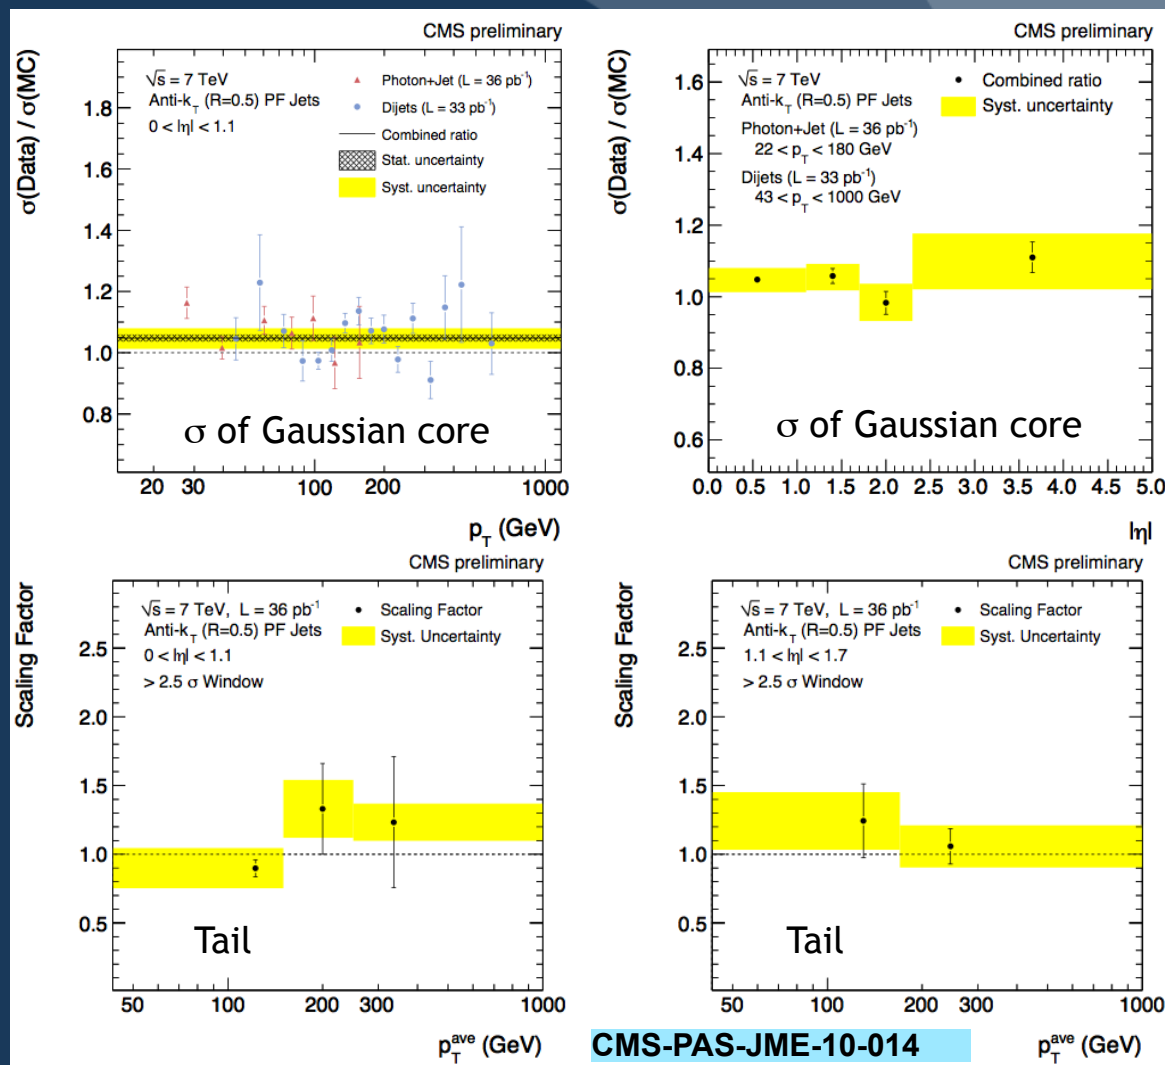 CMS preliminary
σ(Data) / σ(MC)
√s = 7 TeV
Anti-k_T (R=0.5) PF Jets
0 < |η| < 1.1
Photon+Jet (L = 36 pb⁻¹)
Dijets (L = 33 pb⁻¹)
Combined ratio
Stat. uncertainty
Syst. uncertainty
1.8
1.6
1.4
1.2
1.0
0.8
σ of Gaussian core
20 30 100 200 1000
p_T (GeV)
CMS preliminary
σ(Data) / σ(MC)
√s = 7 TeV
Anti-k_T (R=0.5) PF Jets
Photon+Jet (L = 36 pb⁻¹)
22 < p_T < 180 GeV
Dijets (L = 33 pb⁻¹)
43 < p_T < 1000 GeV
Combined ratio
Syst. uncertainty
1.6
1.4
1.2
1.0
0.8
0.6
σ of Gaussian core
0.0 0.5 1.0 1.5 2.0 2.5 3.0 3.5 4.0 4.5 5.0
|η|
CMS preliminary
Scaling Factor
√s = 7 TeV, L = 36 pb⁻¹
Anti-k_T (R=0.5) PF Jets
0 < |η| < 1.1
> 2.5 σ Window
Scaling Factor
Syst. Uncertainty
2.5
2.0
1.5
1.0
0.5
Tail
50 100 200 300 1000
p_T^ave (GeV)
CMS preliminary
Scaling Factor
√s = 7 TeV, L = 36 pb⁻¹
Anti-k_T (R=0.5) PF Jets
1.1 < |η| < 1.7
> 2.5 σ Window
Scaling Factor
Syst. Uncertainty
2.5
2.0
1.5
1.0
0.5
Tail
50 100 200 300 1000
p_T^ave (GeV)
CMS-PAS-JME-10-014